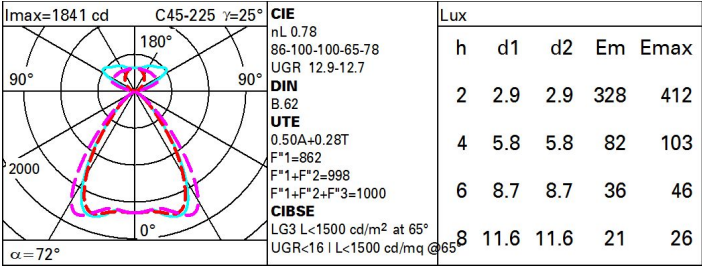 Imax=1841 cd C45-225 γ=25°
180°
90° 90°
2000
0°
α=72°
CIE
nL 0.78
86-100-100-65-78
UGR 12.9-12.7
DIN
B.62
UTE
0.50A+0.28T
F"1=862
F"1+F"2=998
F"1+F"2+F"3=1000
CIBSE
LG3 L<1500 cd/m² at 65°
UGR<16 | L<1500 cd/mq @65°
Lux
h d1 d2 Em Emax
2 2.9 2.9 328 412
4 5.8 5.8 82 103
6 8.7 8.7 36 46
8 11.6 11.6 21 26